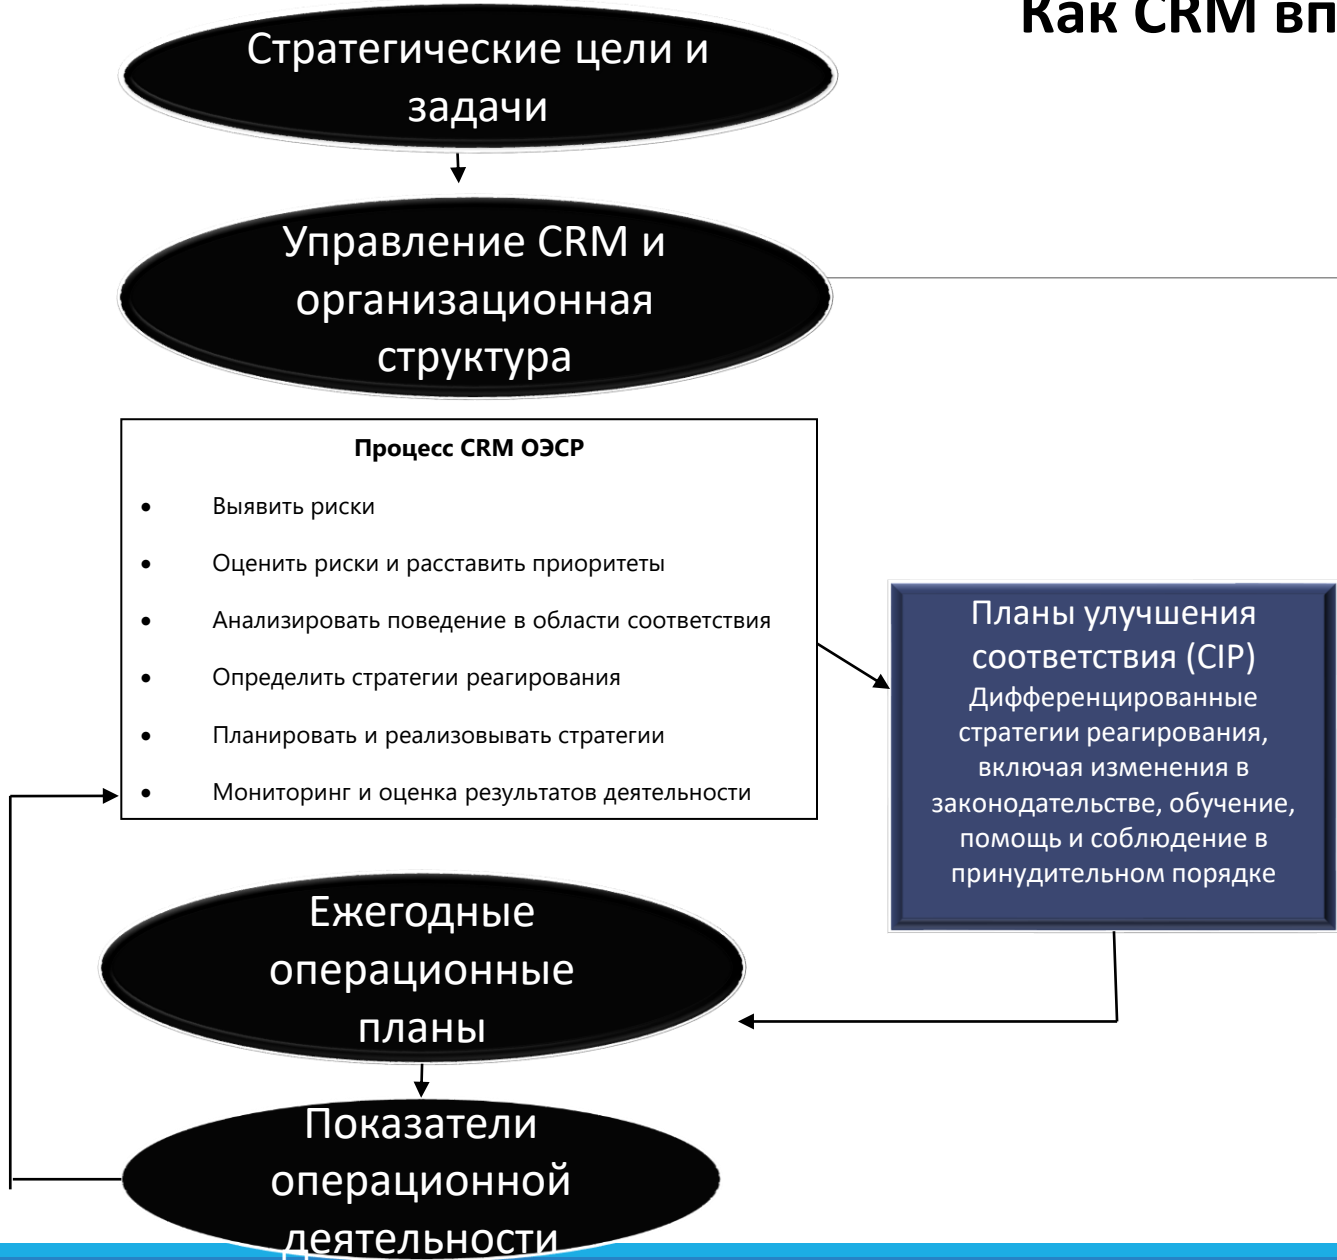 Как CRM вп
Стратегические цели и
задачи
Управление CRM и
организационная
структура
Процесс CRM ОЭСР
• Выявить риски
• Оценить риски и расставить приоритеты
• Анализировать поведение в области соответствия
• Определить стратегии реагирования
• Планировать и реализовывать стратегии
• Мониторинг и оценка результатов деятельности
Планы улучшения
соответствия (CIP)
Дифференцированные
стратегии реагирования,
включая изменения в
законодательстве, обучение,
помощь и соблюдение в
принудительном порядке
Ежегодные
операционные
планы
Показатели
операционной
деятельности